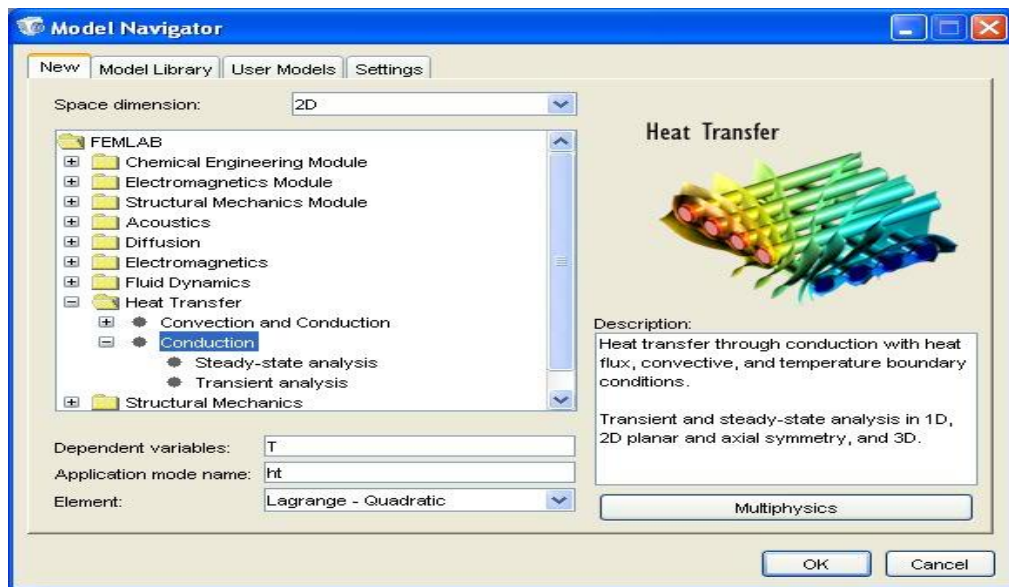 Model Navigator
New Model Library User Models Settings
Space dimension: 2D
FEMLAB
Chemical Engineering Module
Electromagnetics Module
Structural Mechanics Module
Acoustics
Diffusion
Electromagnetics
Fluid Dynamics
Heat Transfer
Convection and Conduction
Conduction
Steady-state analysis
Transient analysis
Structural Mechanics
Dependent variables: T
Application mode name: ht
Element: Lagrange - Quadratic
Heat Transfer
Description:
Heat transfer through conduction with heat
flux, convective, and temperature boundary
conditions.
Transient and steady-state analysis in 1D,
2D planar and axial symmetry, and 3D.
Multiphysics
OK Cancel